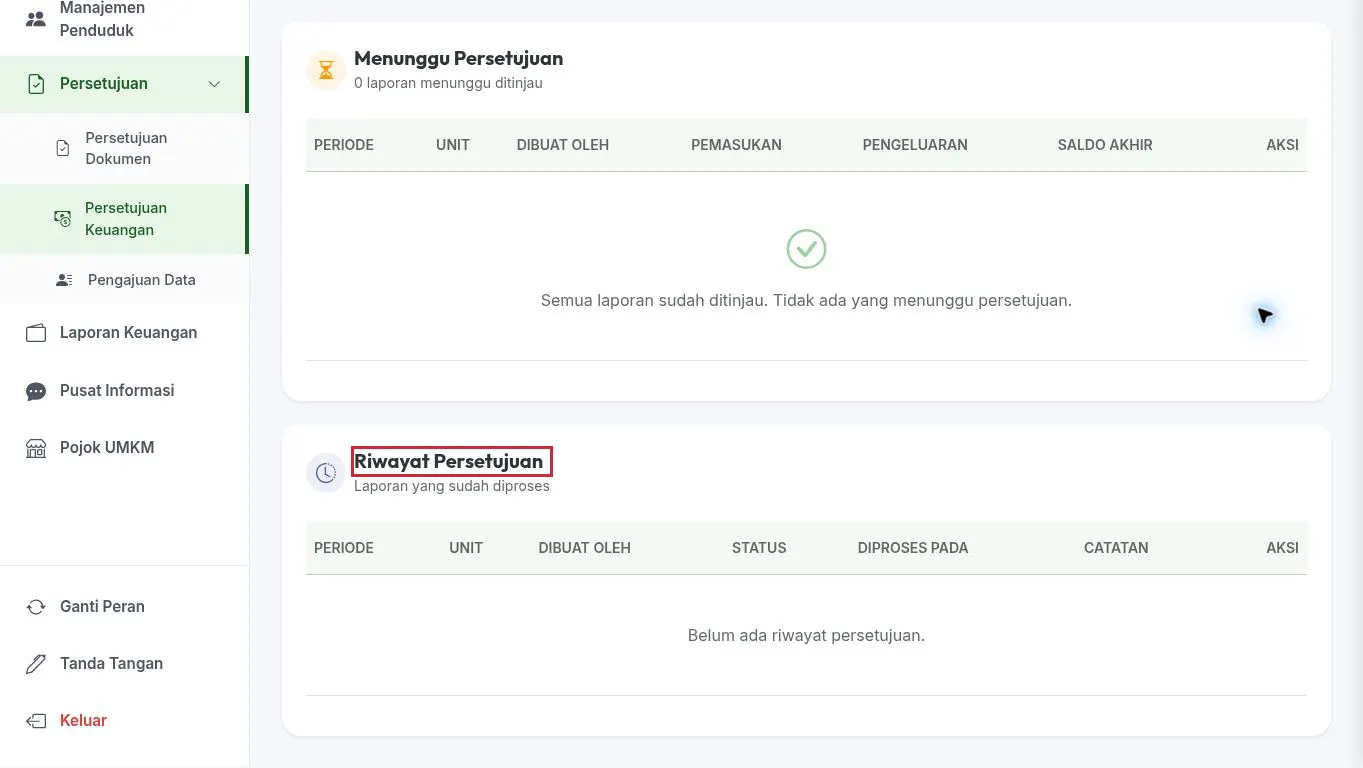 Manajemen
Penduduk
Persetujuan
Persetujuan
Dokumen
Persetujuan
Keuangan
Pengajuan Data
Laporan Keuangan
Pusat Informasi
Pojok UMKM
Ganti Peran
Tanda Tangan
Keluar
Menunggu Persetujuan
0 laporan menunggu ditinjau
PERIODE UNIT DIBUAT OLEH PEMASUKAN PENGELUARAN SALDO AKHIR AKSI
Semua laporan sudah ditinjau. Tidak ada yang menunggu persetujuan.
Riwayat Persetujuan
Laporan yang sudah diproses
PERIODE UNIT DIBUAT OLEH STATUS DIPROSES PADA CATATAN AKSI
Belum ada riwayat persetujuan.